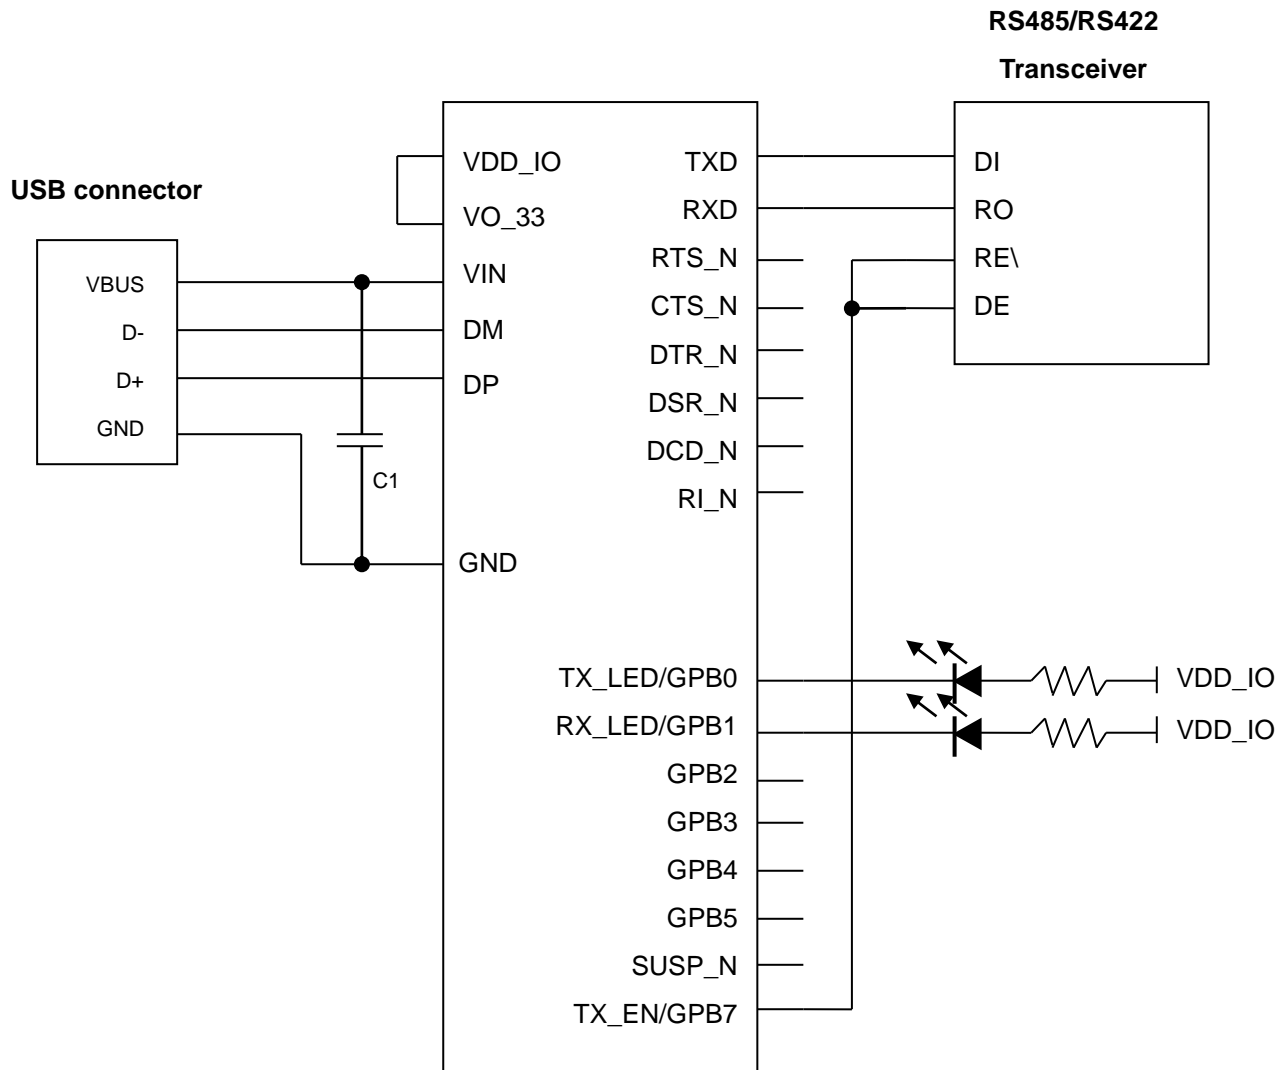 RS485/RS422
Transceiver
USB connector
VBUS
D-
D+
GND
C1
VDD_IO
VO_33
VIN
DM
DP
GND
TXD
RXD
RTS_N
CTS_N
DTR_N
DSR_N
DCD_N
RI_N
TX_LED/GPB0
RX_LED/GPB1
GPB2
GPB3
GPB4
GPB5
SUSP_N
TX_EN/GPB7
DI
RO
RE\
DE
VDD_IO
VDD_IO